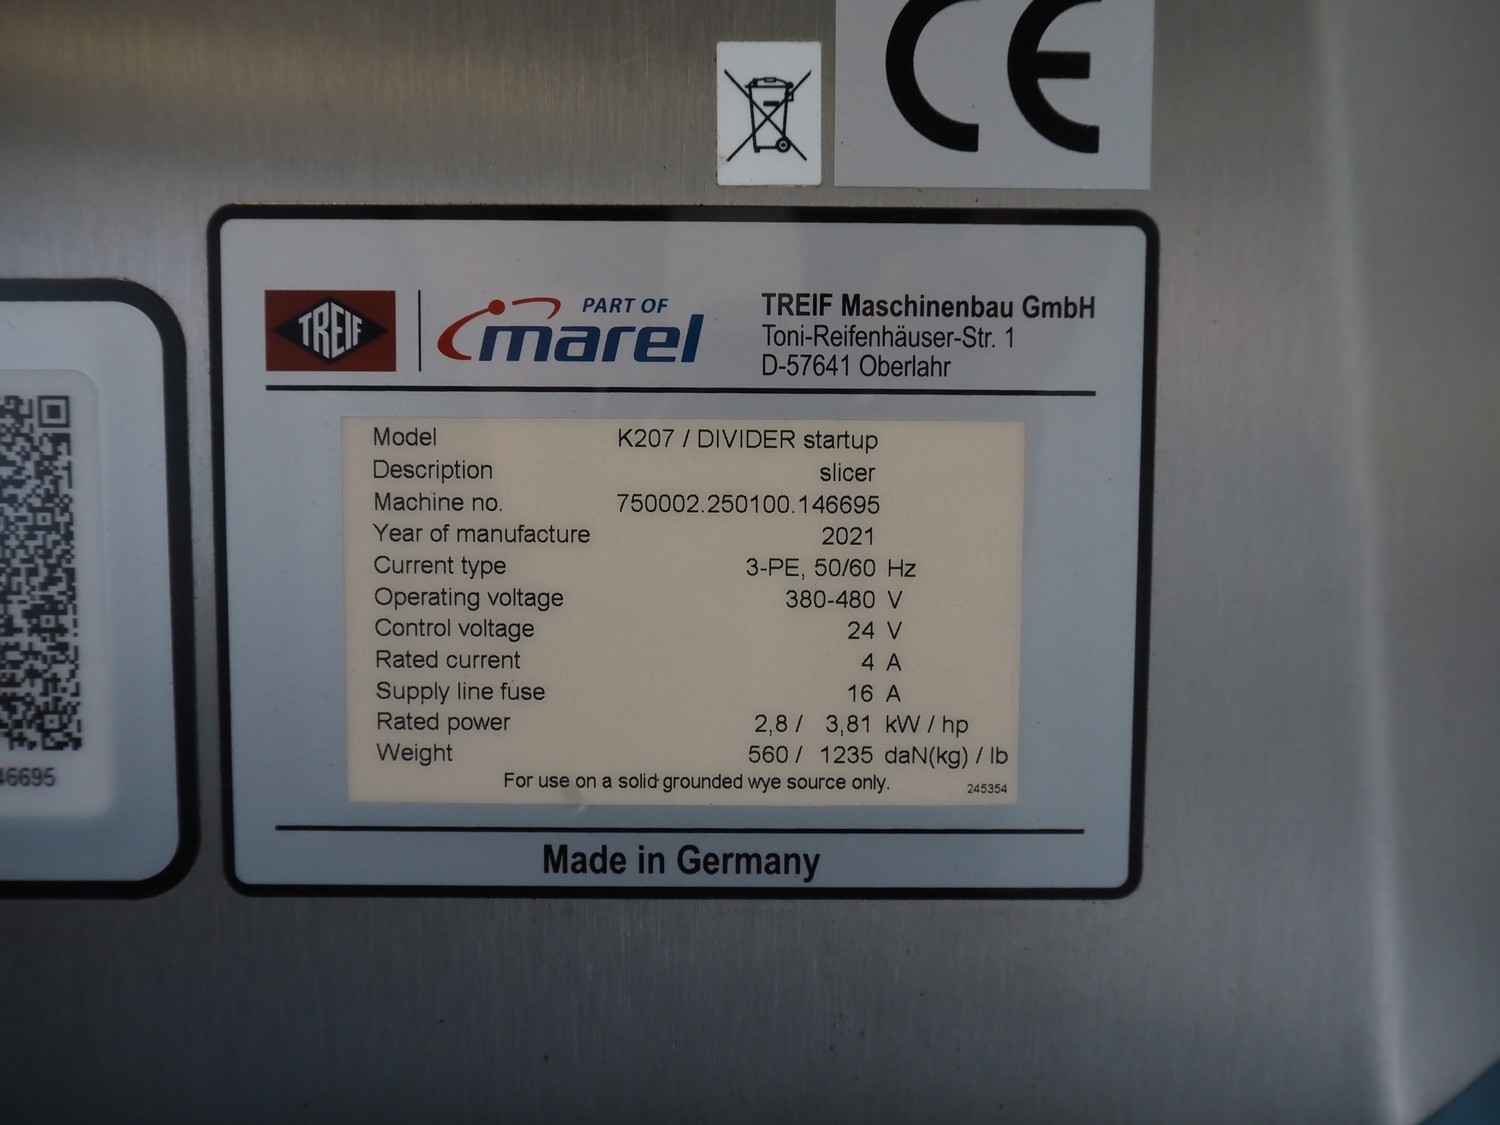 CE
TREIF
PART OF
marel
TREIF Maschinenbau GmbH
Toni-Reifenhäuser-Str. 1
D-57641 Oberlahr
Model K207 / DIVIDER startup
Description slicer
Machine no. 750002.250100.146695
Year of manufacture 2021
Current type 3-PE, 50/60 Hz
Operating voltage 380-480 V
Control voltage 24 V
Rated current 4 A
Supply line fuse 16 A
Rated power 2,8 / 3,81 kW / hp
Weight 560 / 1235 daN(kg) / lb
For use on a solid grounded wye source only.
245354
Made in Germany
46695